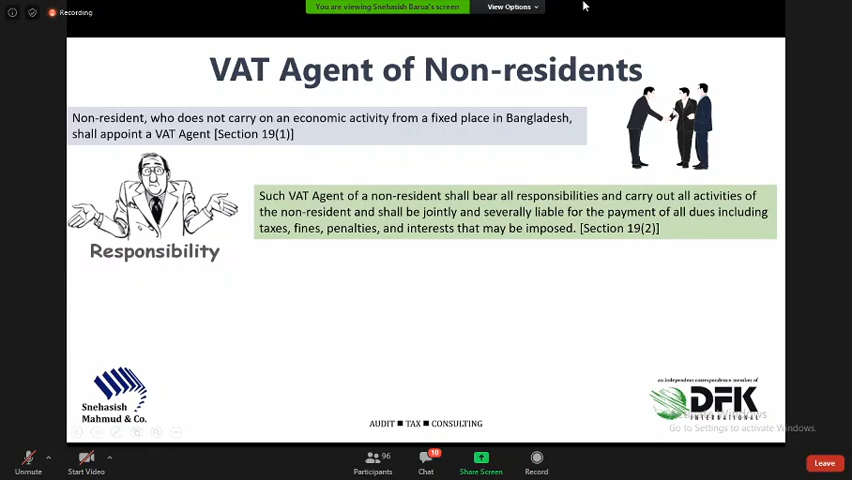 You are viewing Snehasish Barua's screen
View Options
Recording
VAT Agent of Non-residents
Non-resident, who does not carry on an economic activity from a fixed place in Bangladesh,
shall appoint a VAT Agent [Section 19(1)]
Such VAT Agent of a non-resident shall bear all responsibilities and carry out all activities of
the non-resident and shall be jointly and severally liable for the payment of all dues including
taxes, fines, penalties, and interests that may be imposed. [Section 19(2)]
Responsibility
Snehasish
Mahmud & Co.
AUDIT ■ TAX ■ CONSULTING
an independent correspondence member of
DFK
INTERNATIONAL
Go to Settings to activate Windows.
96
10
Unmute
Start Video
Participants
Chat
Share Screen
Record
Leave